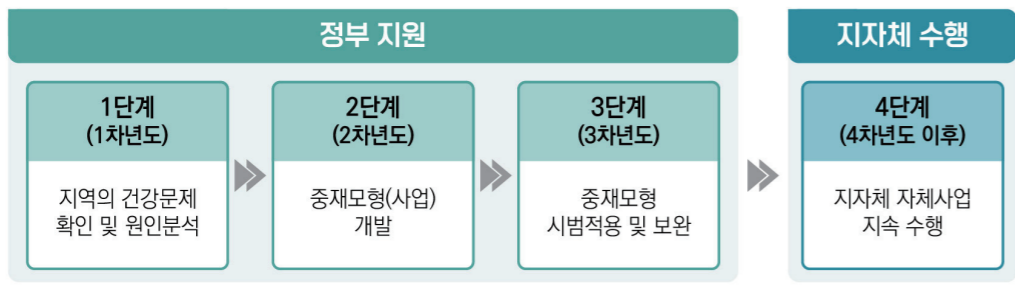 정부 지원
1단계
(1차년도)
지역의 건강문제
확인 및 원인분석
2단계
(2차년도)
중재모형(사업)
개발
3단계
(3차년도)
중재모형
시범적용 및 보완
지자체 수행
4단계
(4차년도 이후)
지자체 자체사업
지속 수행